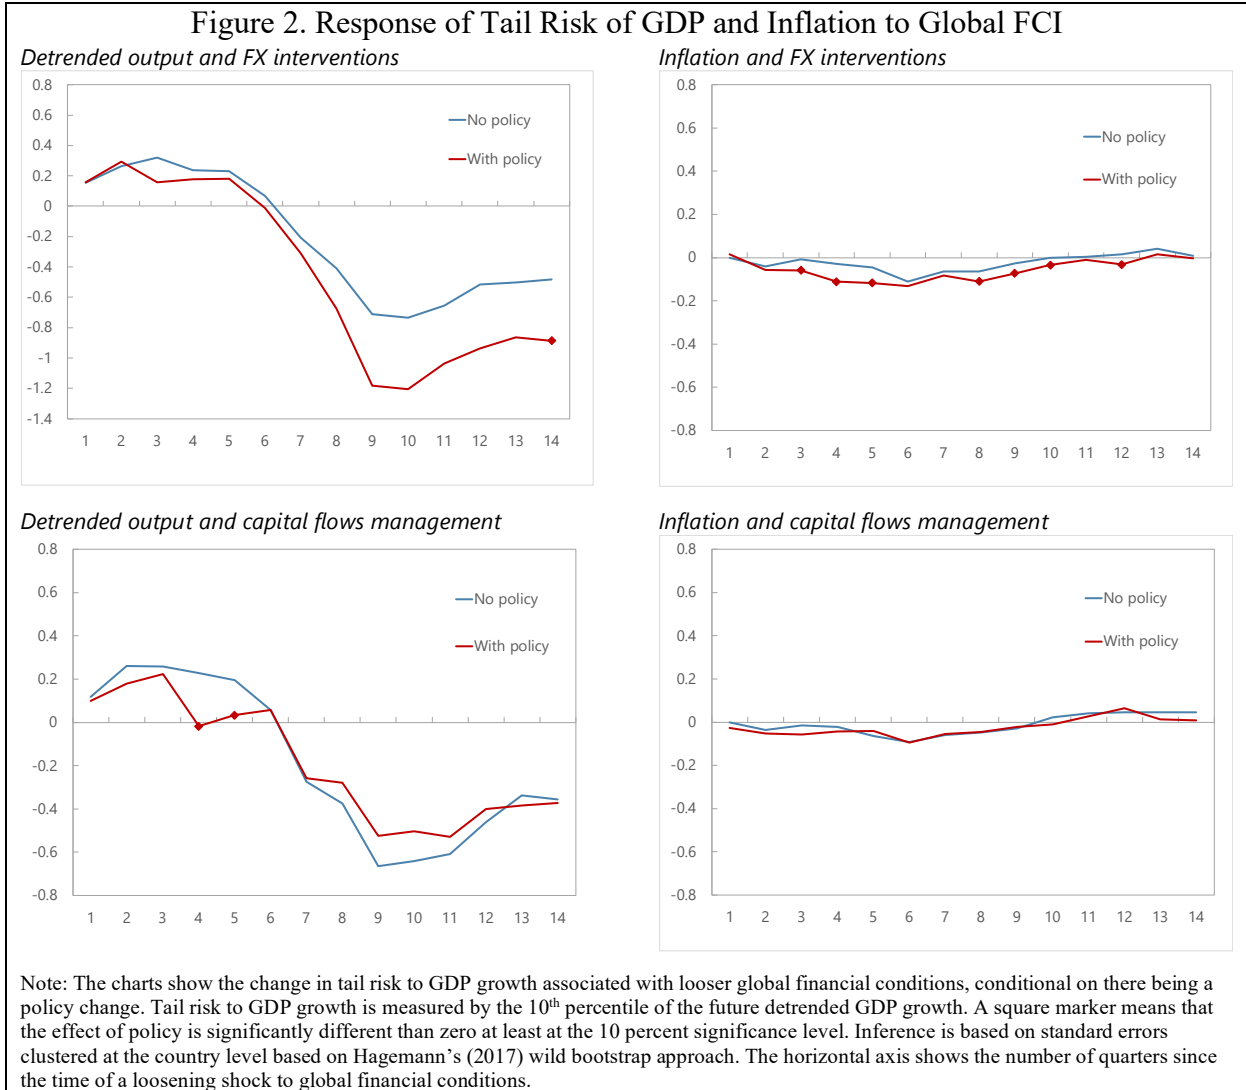 Figure 2. Response of Tail Risk of GDP and Inflation to Global FCI
Detrended output and FX interventions
0.8
0.6
0.4
0.2
0
-0.2
-0.4
-0.6
-0.8
-1
-1.2
-1.4
No policy
With policy
1 2 3 4 5 6 7 8 9 10 11 12 13 14
Inflation and FX interventions
0.8
0.6
0.4
0.2
0
-0.2
-0.4
-0.6
-0.8
No policy
With policy
1 2 3 4 5 6 7 8 9 10 11 12 13 14
Detrended output and capital flows management
0.8
0.6
0.4
0.2
0
-0.2
-0.4
-0.6
-0.8
No policy
With policy
1 2 3 4 5 6 7 8 9 10 11 12 13 14
Inflation and capital flows management
0.8
0.6
0.4
0.2
0
-0.2
-0.4
-0.6
-0.8
No policy
With policy
1 2 3 4 5 6 7 8 9 10 11 12 13 14
Note: The charts show the change in tail risk to GDP growth associated with looser global financial conditions, conditional on there being a
policy change. Tail risk to GDP growth is measured by the 10th percentile of the future detrended GDP growth. A square marker means that
the effect of policy is significantly different than zero at least at the 10 percent significance level. Inference is based on standard errors
clustered at the country level based on Hagemann's (2017) wild bootstrap approach. The horizontal axis shows the number of quarters since
the time of a loosening shock to global financial conditions.